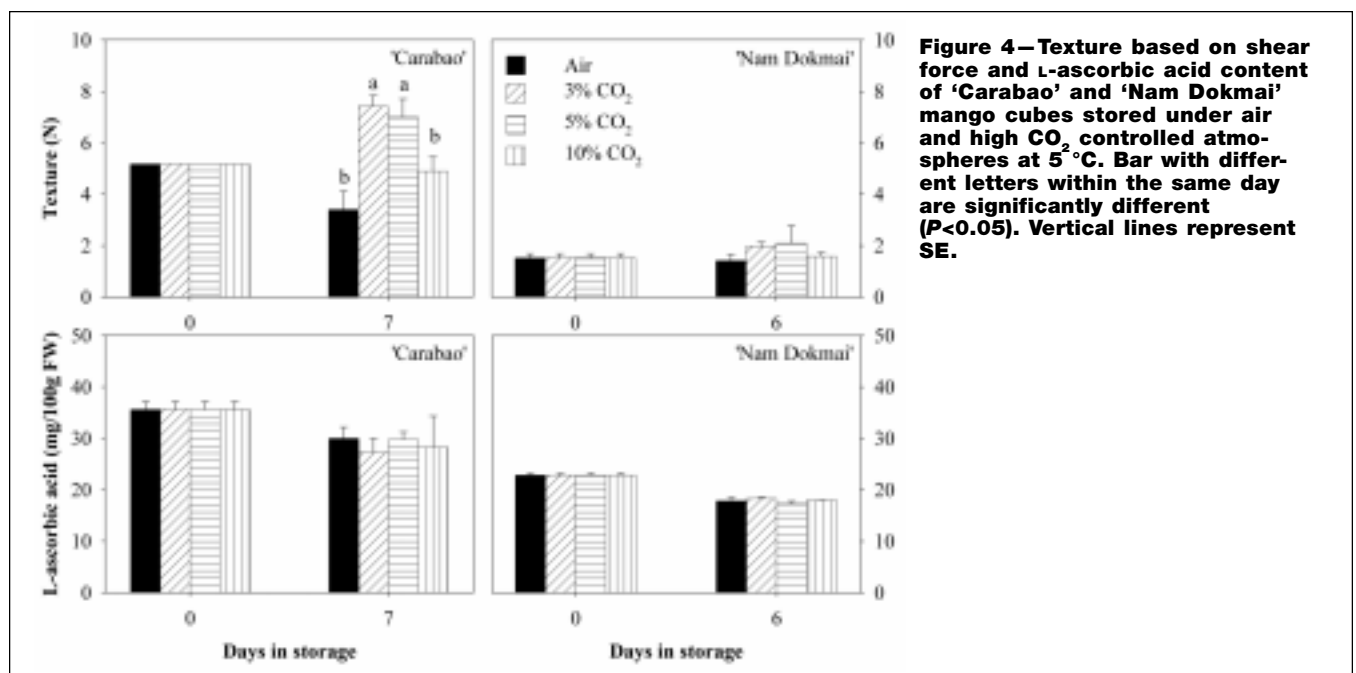 10
8
6
4
2
0
Texture (N)
'Carabao'
a
a
b
b
0
7
Air
3% CO2
5% CO2
10% CO2
'Nam Dokmai'
10
8
6
4
2
0
0
6
50
40
30
20
10
0
L-ascorbic acid (mg/100g FW)
'Carabao'
0
7
Days in storage
'Nam Dokmai'
50
40
30
20
10
0
0
6
Days in storage
Figure 4—Texture based on shear
force and L-ascorbic acid content
of 'Carabao' and 'Nam Dokmai'
mango cubes stored under air
and high CO2 controlled atmo-
spheres at 5 °C. Bar with differ-
ent letters within the same day
are significantly different
(P<0.05). Vertical lines represent
SE.